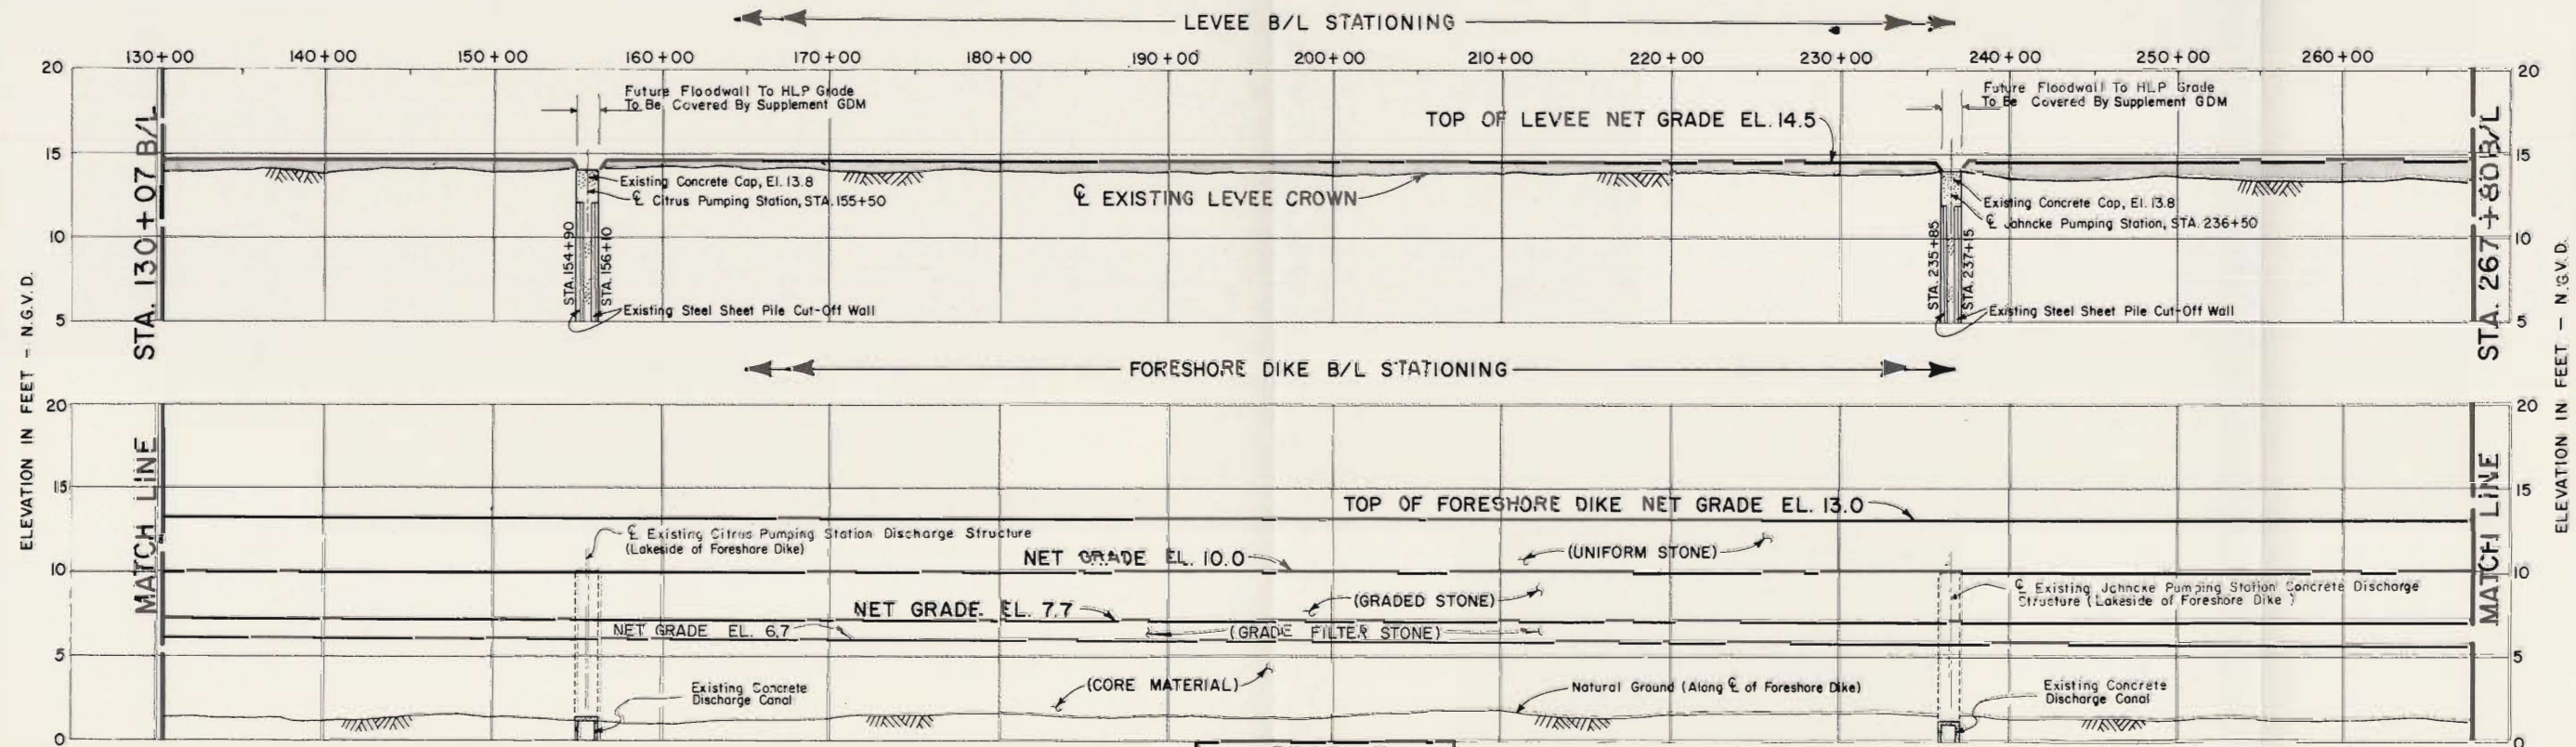 LEVEE B/L STATIONING
130+00 140+00 150+00 160+00 170+00 180+00 190+00 200+00 210+00 220+00 230+00 240+00 250+00 260+00
20
20
Future Floodwall To HLP Grade
To Be Covered By Supplement GDM
Future Floodwall To HLP Grade
To Be Covered By Supplement GDM
TOP OF LEVEE NET GRADE EL. 14.5
15
15
Existing Concrete Cap, El. 13.8
℄ Citrus Pumping Station, STA. 155+50
℄ EXISTING LEVEE CROWN
Existing Concrete Cap, El. 13.8
℄ Jahncke Pumping Station, STA. 236+50
10
10
STA. 154+90
STA. 156+10
STA. 235+85
STA. 237+15
Existing Steel Sheet Pile Cut-Off Wall
Existing Steel Sheet Pile Cut-Off Wall
5
5
STA. 130+07 B/L
STA. 267+80 B/L
ELEVATION IN FEET - N.G.V.D.
ELEVATION IN FEET - N.G.V.D.
FORESHORE DIKE B/L STATIONING
20
20
MATCH LINE
MATCH LINE
15
15
TOP OF FORESHORE DIKE NET GRADE EL. 13.0
℄ Existing Citrus Pumping Station Discharge Structure
(Lakeside of Foreshore Dike)
NET GRADE EL. 10.0
(UNIFORM STONE)
10
10
℄ Existing Jahncke Pumping Station Concrete Discharge
Structure (Lakeside of Foreshore Dike)
NET GRADE EL. 7.7
(GRADED STONE)
NET GRADE EL. 6.7
(GRADE FILTER STONE)
5
5
(CORE MATERIAL)
Existing Concrete
Discharge Canal
Natural Ground (Along ℄ of Foreshore Dike)
Existing Concrete
Discharge Canal
0
0